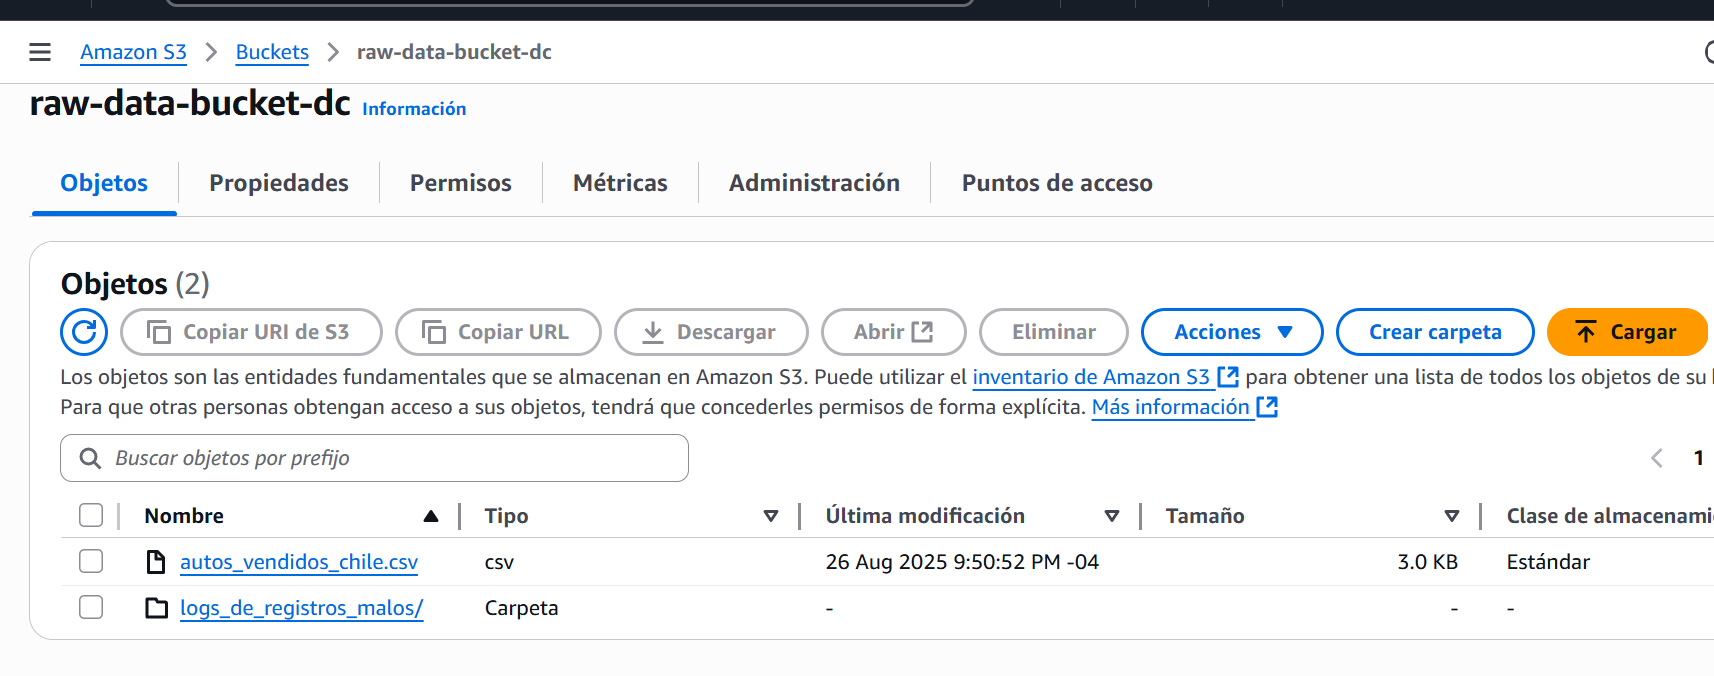 Amazon S3 > Buckets > raw-data-bucket-dc
raw-data-bucket-dc Información
Objetos Propiedades Permisos Métricas Administración Puntos de acceso
Objetos (2)
Copiar URI de S3 Copiar URL Descargar Abrir Eliminar Acciones Crear carpeta Cargar
Los objetos son las entidades fundamentales que se almacenan en Amazon S3. Puede utilizar el inventario de Amazon S3 para obtener una lista de todos los objetos de su
Para que otras personas obtengan acceso a sus objetos, tendrá que concederles permisos de forma explícita. Más información
Buscar objetos por prefijo
1
Nombre Tipo Última modificación Tamaño Clase de
autos_vendidos_chile.csv csv 26 Aug 2025 9:50:52 PM -04 3.0 KB Estándar
logs_de_registros_malos/ Carpeta - - -